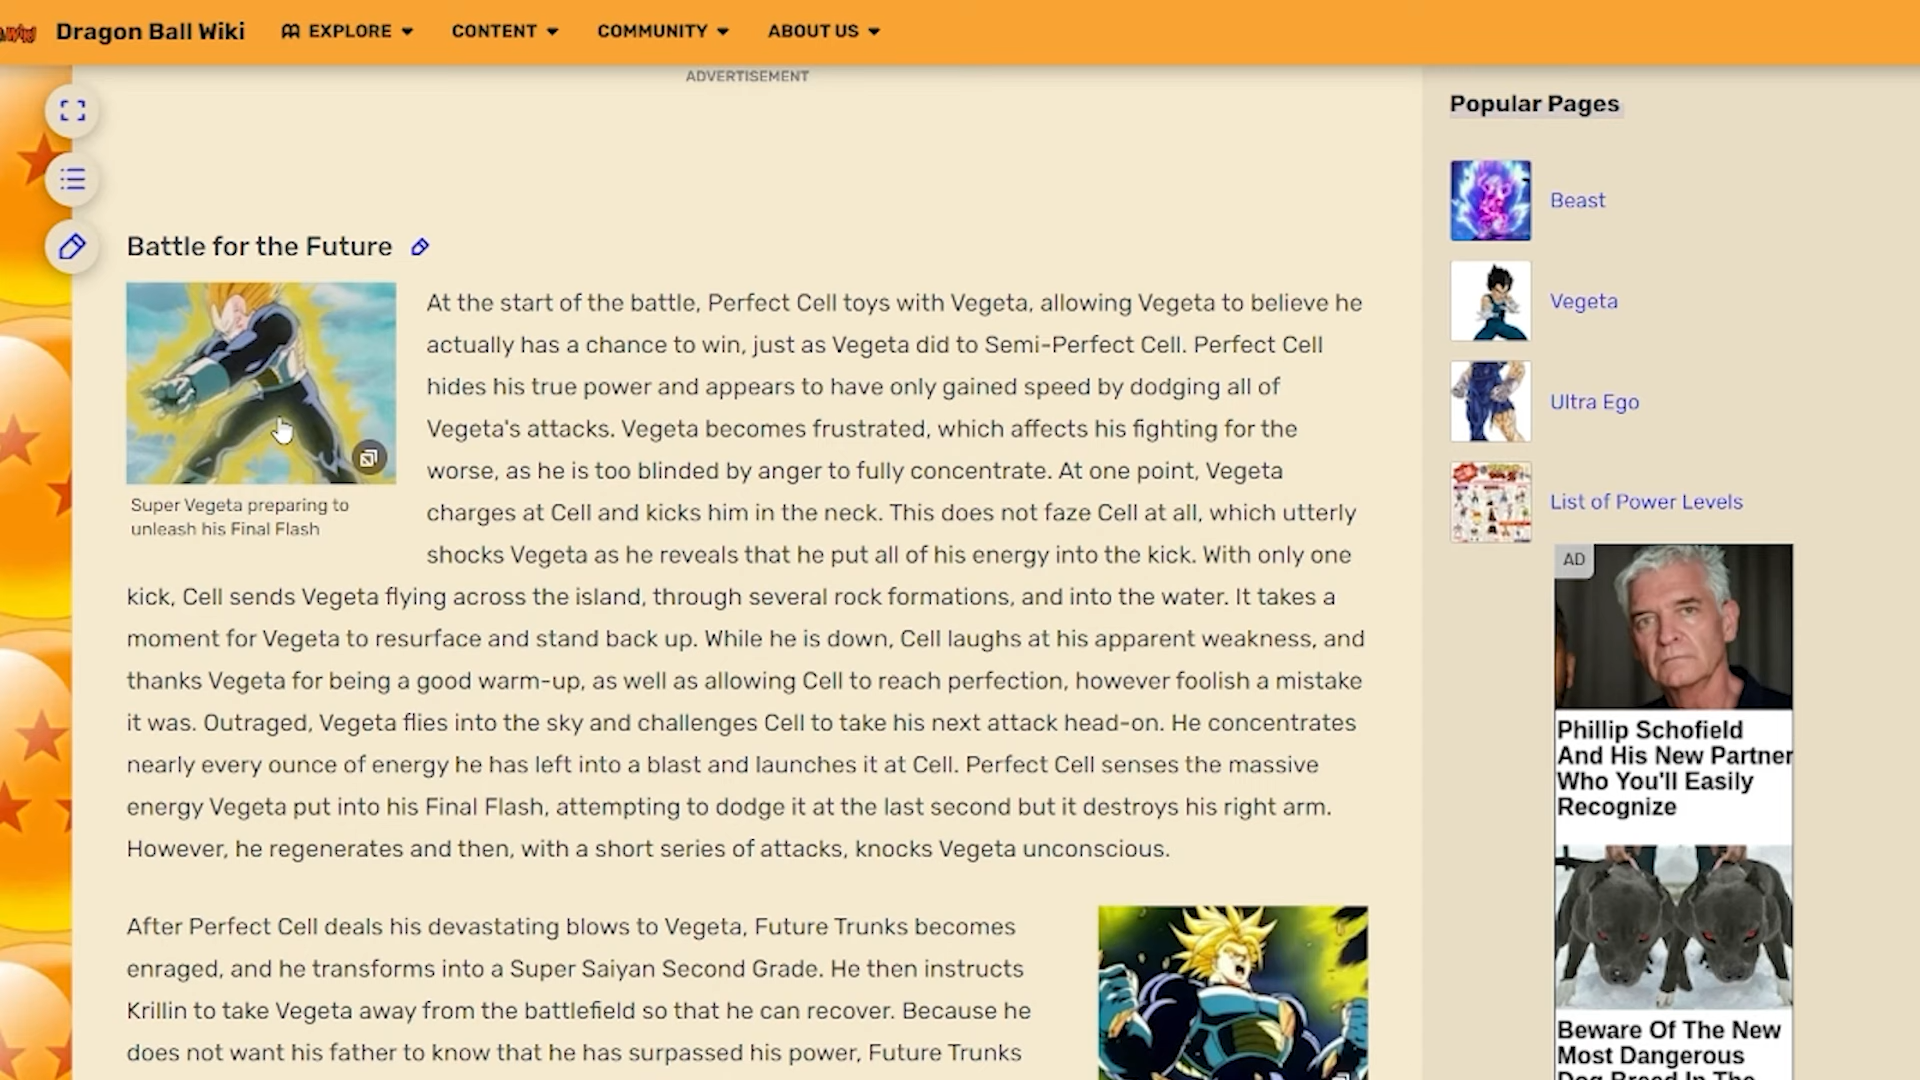 Dragon Ball Wiki EXPLORE CONTENT COMMUNITY ABOUT US
ADVERTISEMENT
Battle for the Future
Super Vegeta preparing to
unleash his Final Flash
At the start of the battle, Perfect Cell toys with Vegeta, allowing Vegeta to believe he
actually has a chance to win, just as Vegeta did to Semi-Perfect Cell. Perfect Cell
hides his true power and appears to have only gained speed by dodging all of
Vegeta's attacks. Vegeta becomes frustrated, which affects his fighting for the
worse, as he is too blinded by anger to fully concentrate. At one point, Vegeta
charges at Cell and kicks him in the neck. This does not faze Cell at all, which utterly
shocks Vegeta as he reveals that he put all of his energy into the kick. With only one
kick, Cell sends Vegeta flying across the island, through several rock formations, and into the water. It takes a
moment for Vegeta to resurface and stand back up. While he is down, Cell laughs at his apparent weakness, and
thanks Vegeta for being a good warm-up, as well as allowing Cell to reach perfection, however foolish a mistake
it was. Outraged, Vegeta flies into the sky and challenges Cell to take his next attack head-on. He concentrates
nearly every ounce of energy he has left into a blast and launches it at Cell. Perfect Cell senses the massive
energy Vegeta put into his Final Flash, attempting to dodge it at the last second but it destroys his right arm.
However, he regenerates and then, with a short series of attacks, knocks Vegeta unconscious.
After Perfect Cell deals his devastating blows to Vegeta, Future Trunks becomes
enraged, and he transforms into a Super Saiyan Second Grade. He then instructs
Krillin to take Vegeta away from the battlefield so that he can recover. Because he
does not want his father to know that he has surpassed his power, Future Trunks
Popular Pages
Beast
Vegeta
Ultra Ego
List of Power Levels
AD
Phillip Schofield
And His New Partner
Who You'll Easily
Recognize
Beware Of The New
Most Dangerous
Dog Breed In The